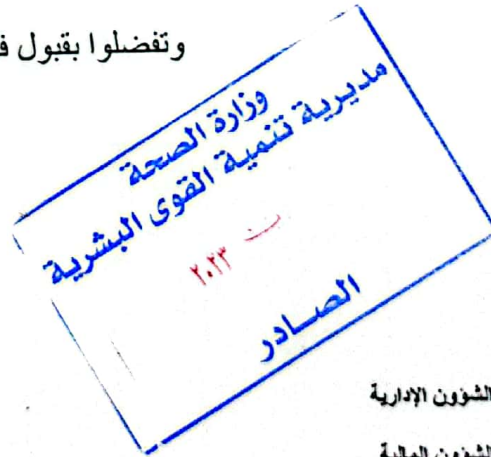 وتفضلوا بقبول
وزارة الصحة
مديرية تنمية القوى البشرية
٢٠٢٣
الصادر
الشؤون الإدارية
الشؤون المالية